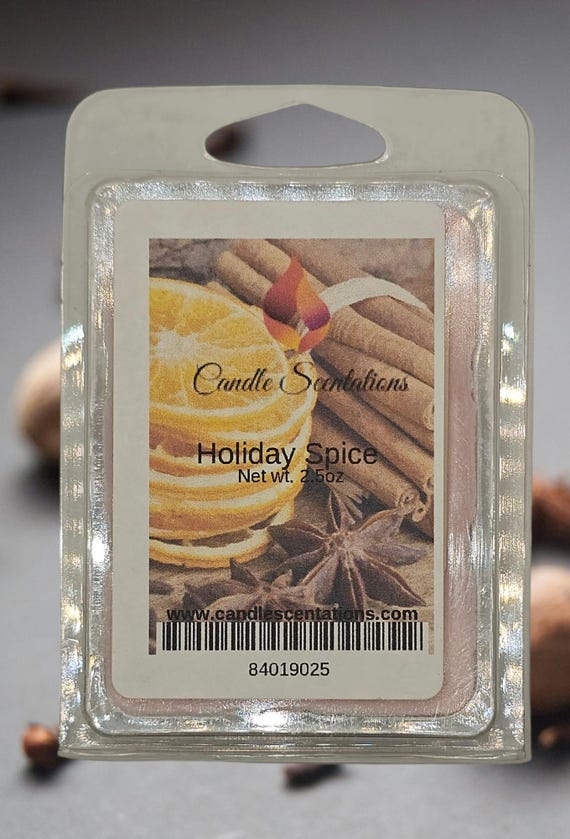 Candle Scentations
Holiday Spice
Net wt. 2.5oz
www.candlescentations.com
84019025